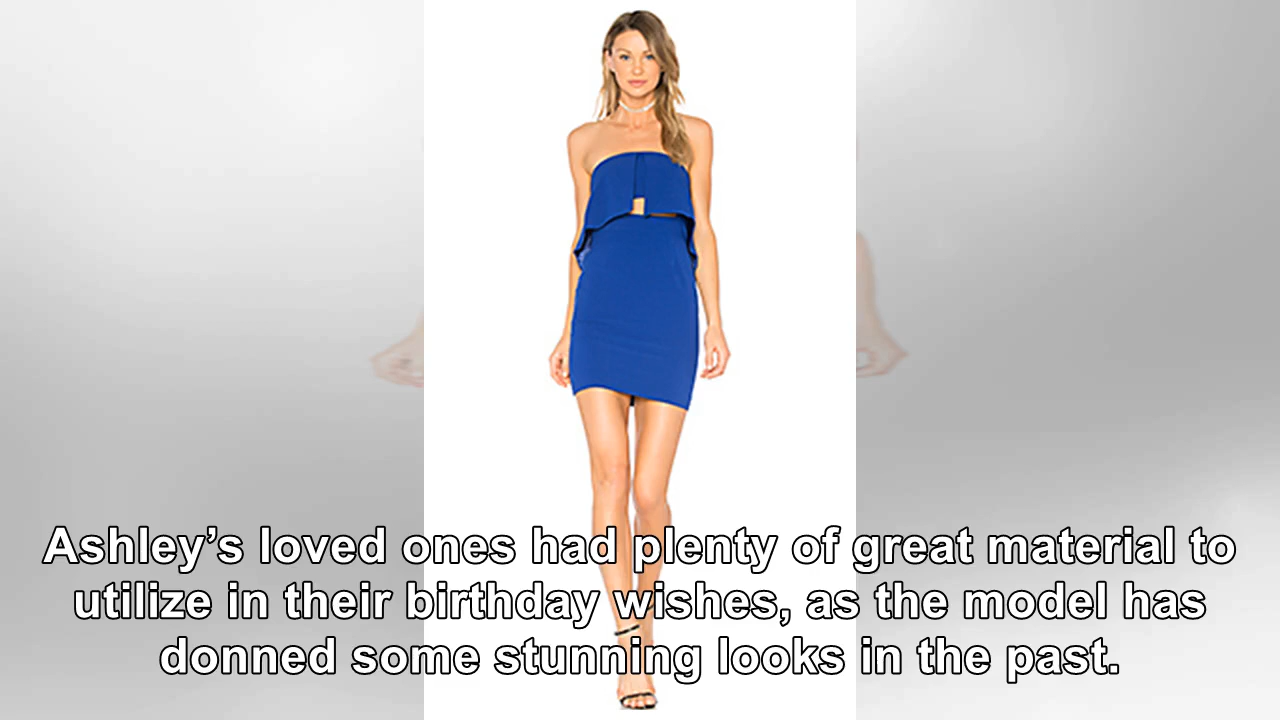 Ashley’s loved ones had plenty of great material to
utilize in their birthday wishes, as the model has
donned some stunning looks in the past.